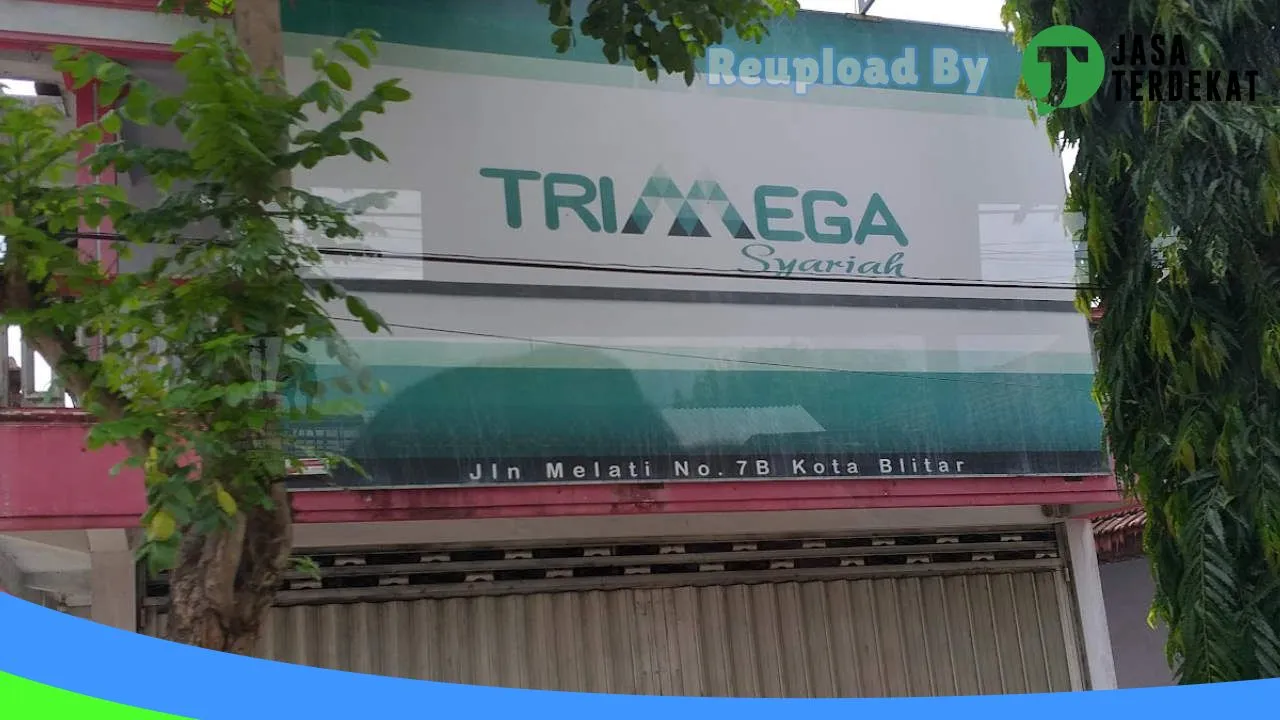 Reupload By
JASA
TERDEKAT
TRIMEGA
Syariah
Jln Melati No. 7B Kota Blitar